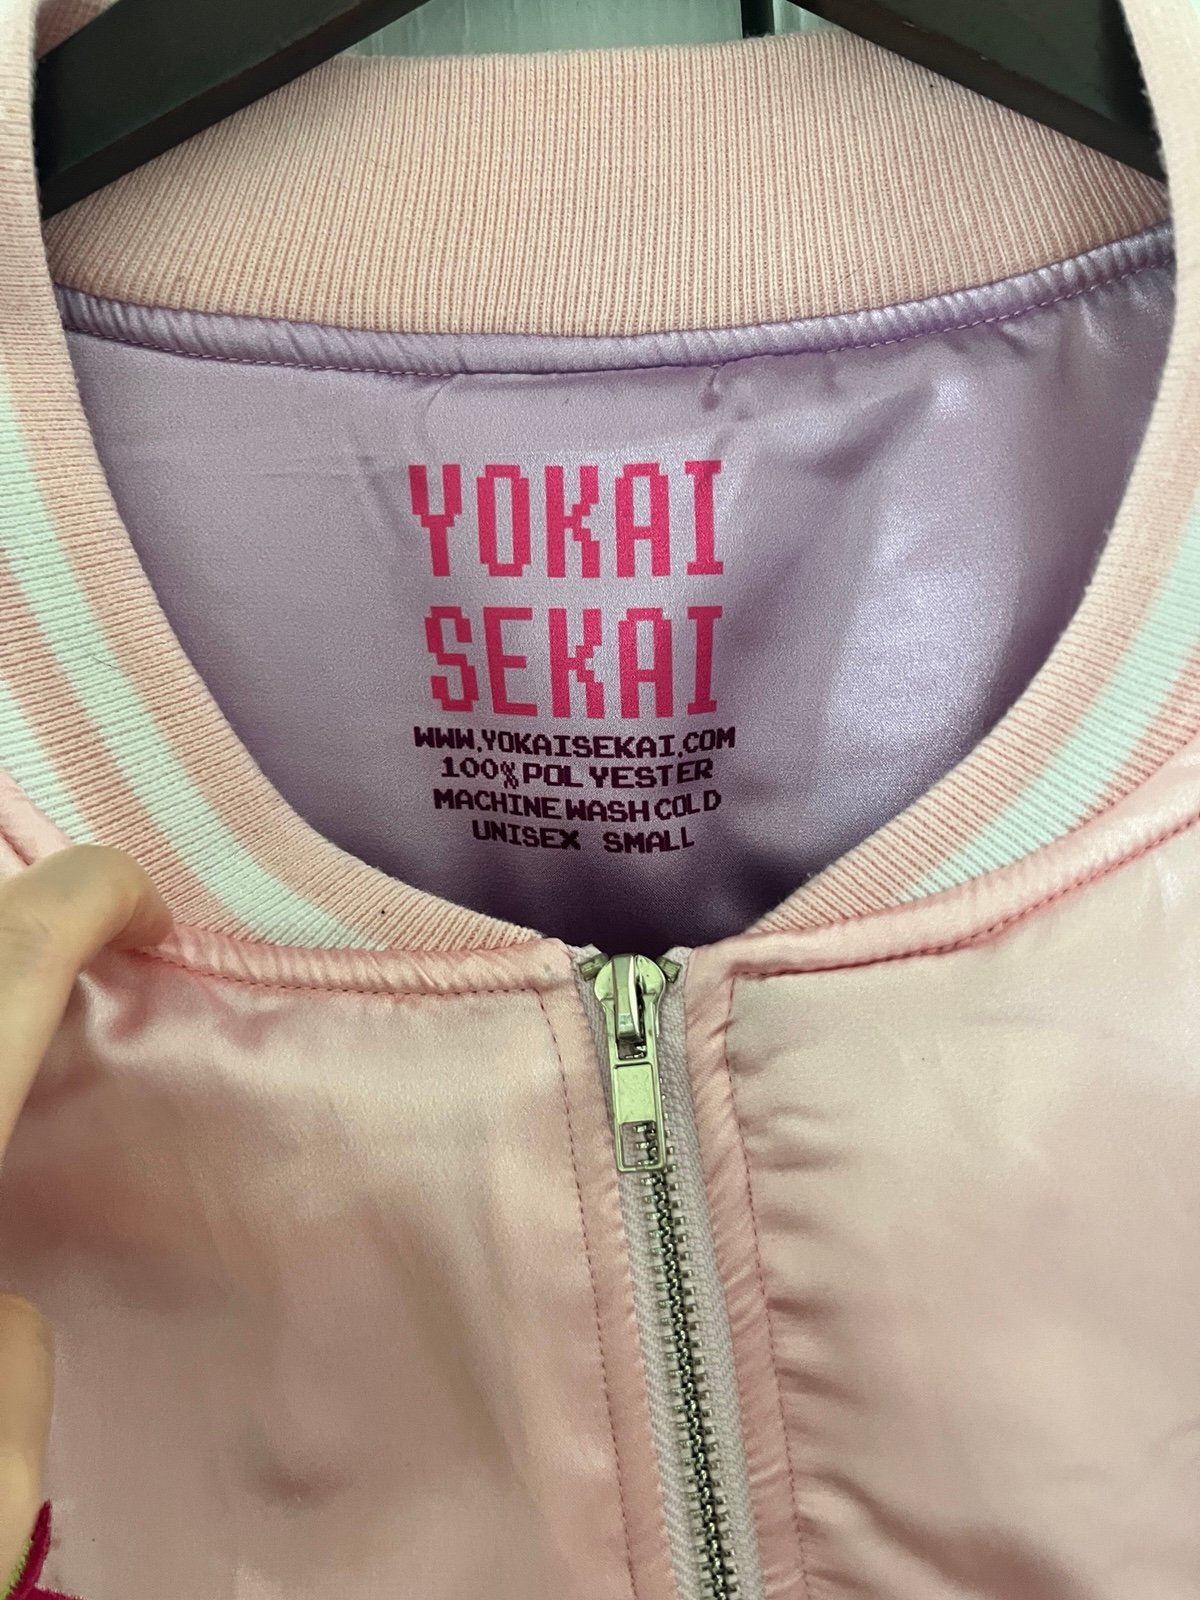 YOKAI
SEKAI
WWW.YOKAISEKAI.COM
100% POLYESTER
MACHINE WASH COLD
UNISEX SMALL